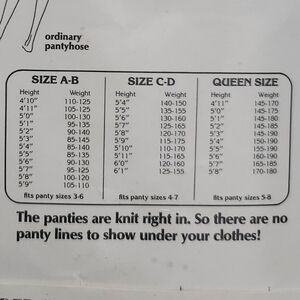 ordinary
pantyhose
SIZE A-B SIZE C-D QUEEN SIZE
Height Weight Height Weight Height Weight
4'10" 110-125 5'4" 140-150 4'11" 145-170
4'11" 105-125 5'5" 135-155 5'0" 145-175
5'0" 100-130 5'6" 130-160 5'1" 145-180
5'1" 95-135 5'7" 125-165 5'2" 145-185
5'2" 90-140 5'8" 120-170 5'3" 145-190
5'3" 85-145 5'9" 115-175 5'4" 150-195
5'4" 85-135 5'10" 110-170 5'5" 155-190
5'5" 85-130 5'11" 115-165 5'6" 160-190
5'6" 90-130 6'0" 120-160 5'7" 165-185
5'7" 95-125 6'1" 125-155 5'8" 170-180
5'8" 100-120
5'9" 105-110
fits panty sizes 3-6 fits panty sizes 4-7 fits panty sizes 5-8
The panties are knit right in. So there are no
panty lines to show under your clothes!